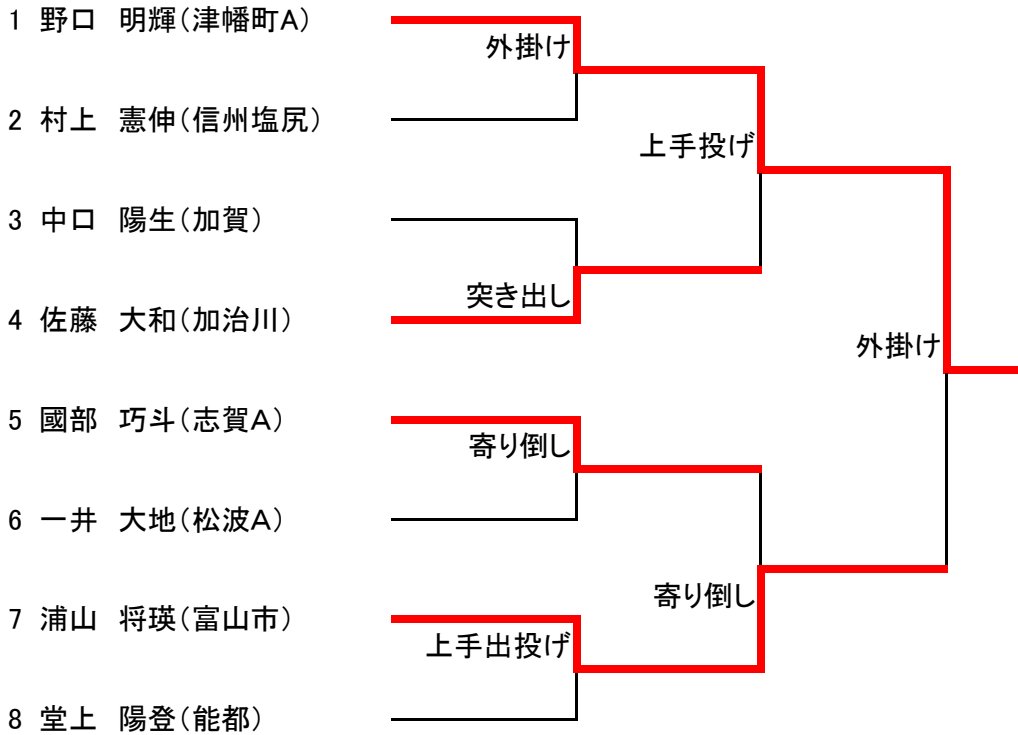 1 野口 明輝(津幡町A)
外掛け
2 村上 憲伸(信州塩尻)
上手投げ
3 中口 陽生(加賀)
突き出し
4 佐藤 大和(加治川)
外掛け
5 國部 巧斗(志賀A)
寄り倒し
6 一井 大地(松波A)
寄り倒し
7 浦山 将瑛(富山市)
上手出投げ
8 堂上 陽登(能都)